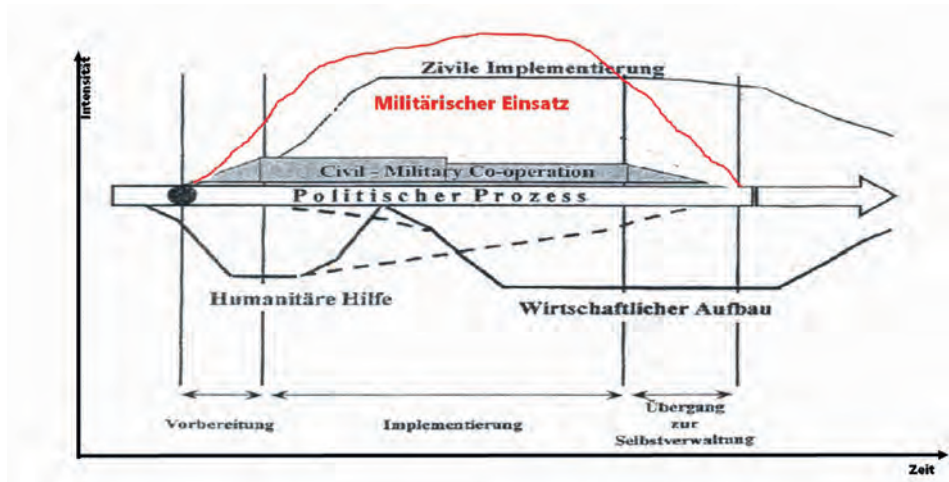 Intensität
Zivile Implementierung
Militärischer Einsatz
Civil - Military Co-operation
Politischer Prozess
Humanitäre Hilfe
Wirtschaftlicher Aufbau
Vorbereitung
Implementierung
Übergang
zur
Selbstverwaltung
Zeit